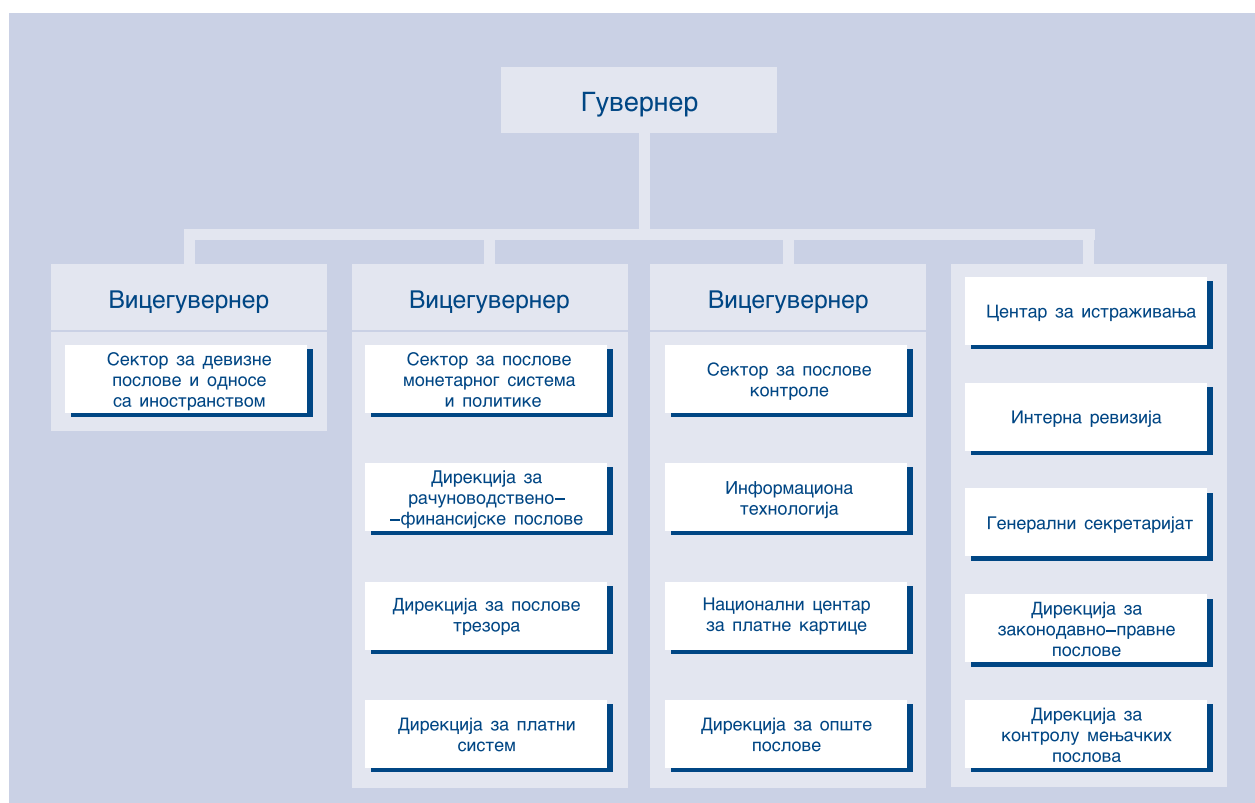 Гувернер
Вицегувернер
Сектор за девизне
послове и односе
са иностранством
Вицегувернер
Сектор за послове
монетарног система
и политике
Дирекција за
рачуноводствено–
–финансијске послове
Дирекција за послове
трезора
Дирекција за платни
систем
Вицегувернер
Сектор за послове
контроле
Информациона
технологија
Национални центар
за платне картице
Дирекција за опште
послове
Центар за истраживања
Интерна ревизија
Генерални секретаријат
Дирекција за
законодавно–правне
послове
Дирекција за
контролу мењачких
послова